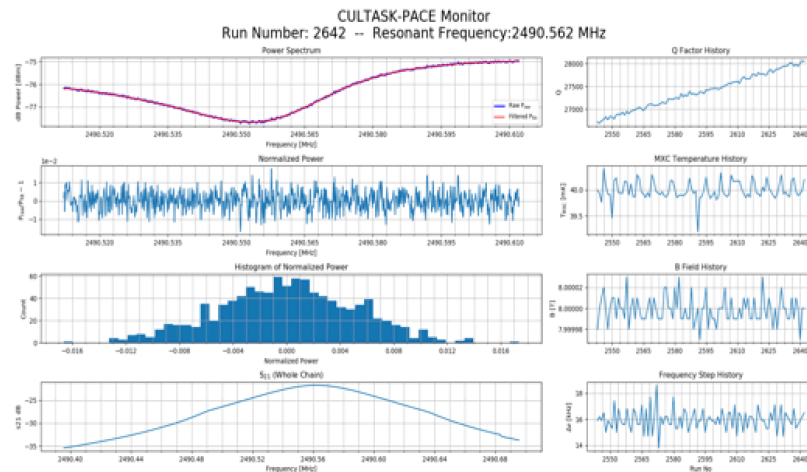 CULTASK-PACE Monitor
Run Number: 2642 -- Resonant Frequency:2490.562 MHz
Power Spectrum
-75
-76
-77
dB Power [dBm]
Raw
Filtered
2490.520 2490.535 2490.550 2490.565 2490.580 2490.595 2490.610
Frequency [MHz]
Q Factor History
28000
27000
Q
2550 2565 2580 2595 2610 2625 2640
Normalized Power
1e-2
1
0
-1
2490.520 2490.535 2490.550 2490.565 2490.580 2490.595 2490.610
Frequency [MHz]
MXC Temperature History
40.0
39.5
[mK]
2550 2565 2580 2595 2610 2625 2640
Histogram of Normalized Power
60
40
20
0
Count
-0.016 -0.012 -0.008 -0.004 0.000 0.004 0.008 0.012 0.016
Normalized Power
B Field History
8.00002
8.00000
7.99998
B [T]
2550 2565 2580 2595 2610 2625 2640
(Whole Chain)
-25
-30
-35
s21 dB
2490.40 2490.44 2490.48 2490.52 2490.56 2490.60 2490.64 2490.68
Frequency [MHz]
Frequency Step History
18
16
14
[kHz]
2550 2565 2580 2595 2610 2625 2640
Run No